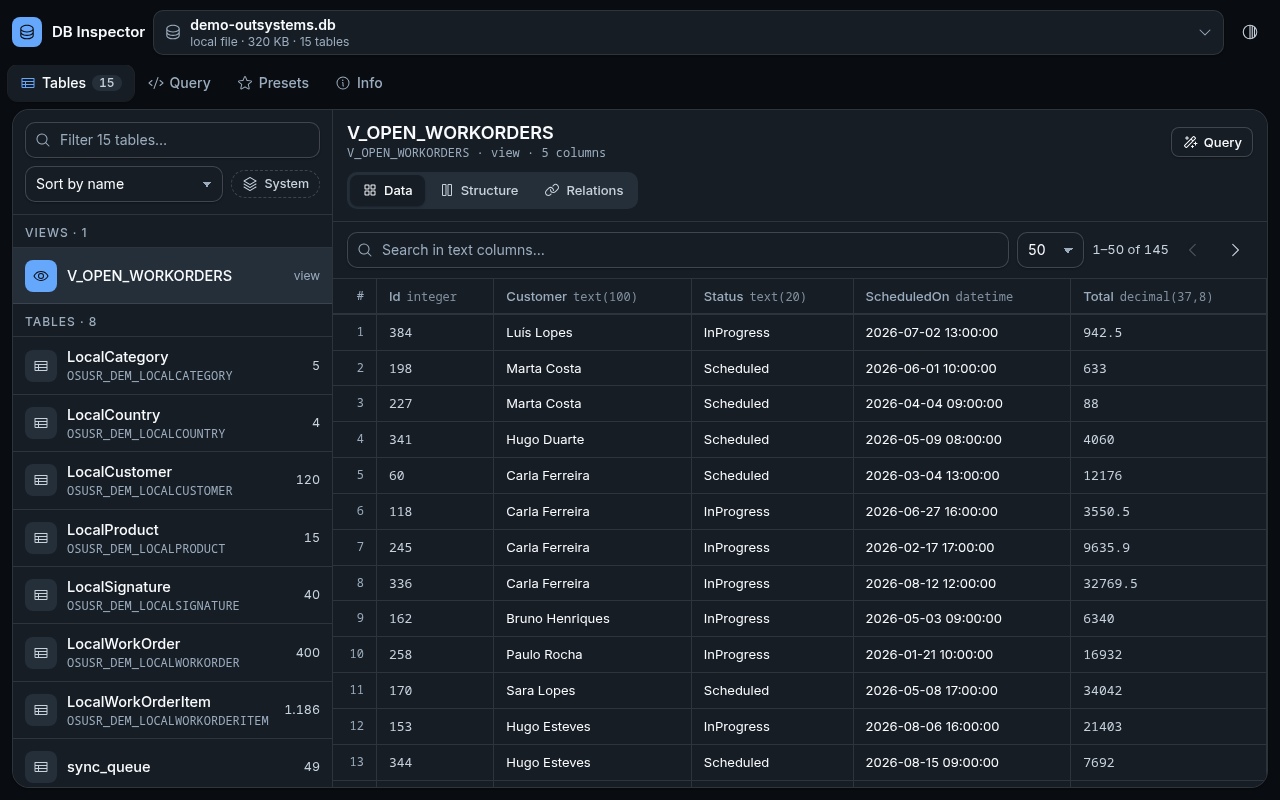 DB Inspector
demo-outsystems.db
local file · 320 KB · 15 tables
Tables 15 Query Presets Info
Filter 15 tables...
Sort by name System
VIEWS · 1
V_OPEN_WORKORDERS view
TABLES · 8
LocalCategory 5
OSUSR_DEM_LOCALCATEGORY
LocalCountry 4
OSUSR_DEM_LOCALCOUNTRY
LocalCustomer 120
OSUSR_DEM_LOCALCUSTOMER
LocalProduct 15
OSUSR_DEM_LOCALPRODUCT
LocalSignature 40
OSUSR_DEM_LOCALSIGNATURE
LocalWorkOrder 400
OSUSR_DEM_LOCALWORKORDER
LocalWorkOrderItem 1.186
OSUSR_DEM_LOCALWORKORDERITEM
sync_queue 49
V_OPEN_WORKORDERS
V_OPEN_WORKORDERS · view · 5 columns
Query
Data Structure Relations
Search in text columns... 50 1–50 of 145
# Id integer Customer text(100) Status text(20) ScheduledOn datetime Total decimal(37,8)
1 384 Luís Lopes InProgress 2026-07-02 13:00:00 942.5
2 198 Marta Costa Scheduled 2026-06-01 10:00:00 633
3 227 Marta Costa Scheduled 2026-04-04 09:00:00 88
4 341 Hugo Duarte Scheduled 2026-05-09 08:00:00 4060
5 60 Carla Ferreira Scheduled 2026-03-04 13:00:00 12176
6 118 Carla Ferreira InProgress 2026-06-27 16:00:00 3550.5
7 245 Carla Ferreira InProgress 2026-02-17 17:00:00 9635.9
8 336 Carla Ferreira InProgress 2026-08-12 12:00:00 32769.5
9 162 Bruno Henriques InProgress 2026-05-03 09:00:00 6340
10 258 Paulo Rocha InProgress 2026-01-21 10:00:00 16932
11 170 Sara Lopes Scheduled 2026-05-08 17:00:00 34042
12 153 Hugo Esteves InProgress 2026-08-06 16:00:00 21403
13 344 Hugo Esteves Scheduled 2026-08-15 09:00:00 7692